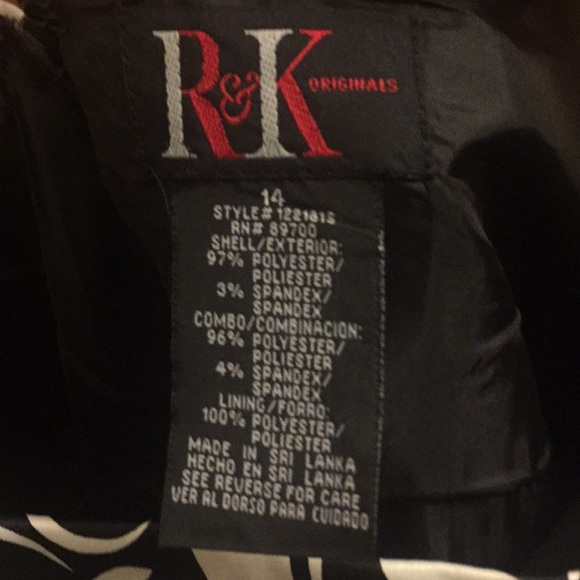 R&K ORIGINALS
14
STYLE# 1221812
RN# 89700
SHELL/EXTERIOR:
97% POLYESTER/
POLIESTER
3% SPANDEX/
SPANDEX
COMBO/COMBINACION:
96% POLYESTER/
POLIESTER
4% SPANDEX/
SPANDEX
LINING/FORRO:
100% POLYESTER/
POLIESTER
MADE IN SRI LANKA
HECHO EN SRI LANKA
SEE REVERSE FOR CARE
VER AL DORSO PARA CUIDADO